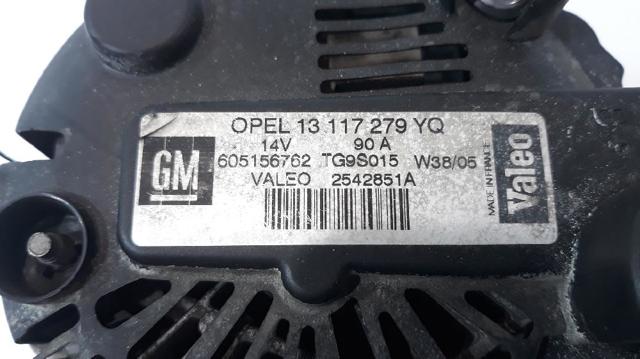 OPEL 13 117 279 YQ
14V 90 A
605156762 TG9S015 W38/05
VALEO 2542851A
GM
MADE IN FRANCE
Valeo